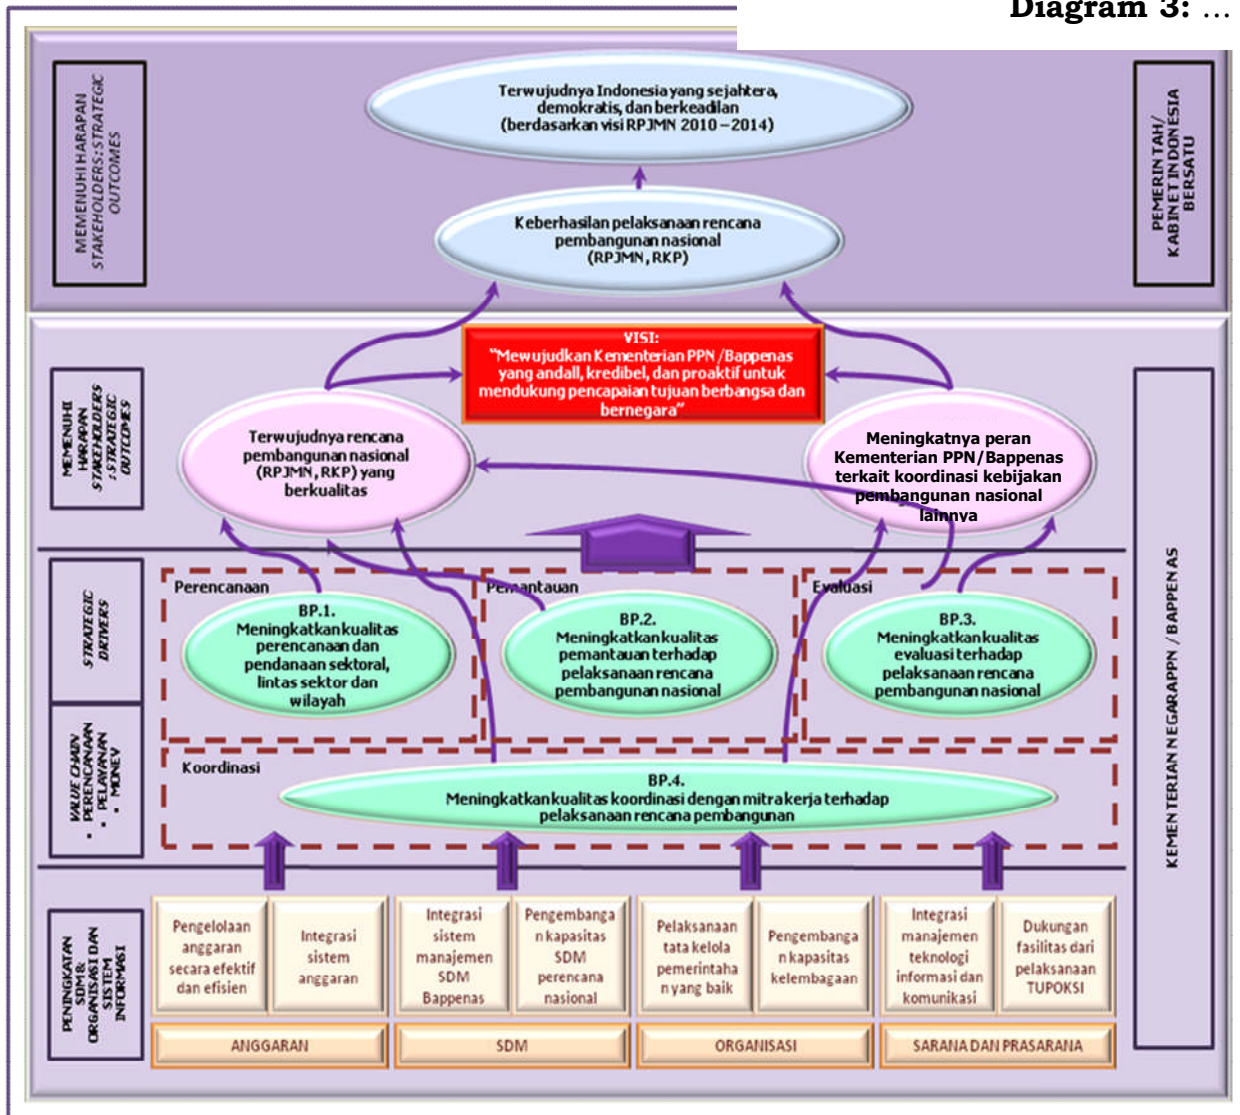 Diagram 3: ...
MEMENUHI HARAPAN
STAKEHOLDERS:STRATEGIC
OUTCOMES
Terwujudnya Indonesia yang sejahtera,
demokratis, dan berkeadilan
(berdasarkan visi RPJMN 2010 – 2014)
PEMERINTAH/
KABINET INDONESIA
BERSATU
Keberhasilan pelaksanaan rencana
pembangunan nasional
(RPJMN, RKP)
MEMENUHI
HARAPAN
STAKEHOLDERS
:STRATEGIC
OUTCOMES
VISI:
"Mewujudkan Kementerian PPN /Bappenas
yang andall, kredibel, dan proaktif untuk
mendukung pencapaian tujuan berbangsa dan
bernegara"
Terwujudnya rencana
pembangunan nasional
(RPJMN, RKP) yang
berkualitas
Meningkatnya peran
Kementerian PPN/Bappenas
terkait koordinasi kebijakan
pembangunan nasional
lainnya
KEMENTERIAN NEGARAPPN / BAPPENAS
STRATEGIC
DRIVERS
Perencanaan
BP.1.
Meningkatkan kualitas
perencanaan dan
pendanaan sektoral,
lintas sektor dan
wilayah
Pemantauan
BP.2.
Meningkatkan kualitas
pemantauan terhadap
pelaksanaan rencana
pembangunan nasional
Evaluasi
BP.3.
Meningkatkan kualitas
evaluasi terhadap
pelaksanaan rencana
pembangunan nasional
VALUE CHAIN
▪ PERENCANAAN
▪ PELAYANAN
▪ MONEV
Koordinasi
BP.4.
Meningkatkan kualitas koordinasi dengan mitra kerja terhadap
pelaksanaan rencana pembangunan
PENINGKATAN
SDM&
ORGANISASI DAN
SISTEM
INFORMASI
Pengelolaan
anggaran
secara efektif
dan efisien
Integrasi
sistem
anggaran
Integrasi
sistem
manajemen
SDM
Bappenas
Pengembanga
n kapasitas
SDM
perencana
nasional
Pelaksanaan
tata kelola
pemerintaha
n yang baik
Pengembanga
n kapasitas
kelembagaan
Integrasi
manajemen
teknologi
informasi dan
komunikasi
Dukungan
fasilitas dari
pelaksanaan
TUPOKSI
ANGGARAN
SDM
ORGANISASI
SARANA DAN PRASARANA